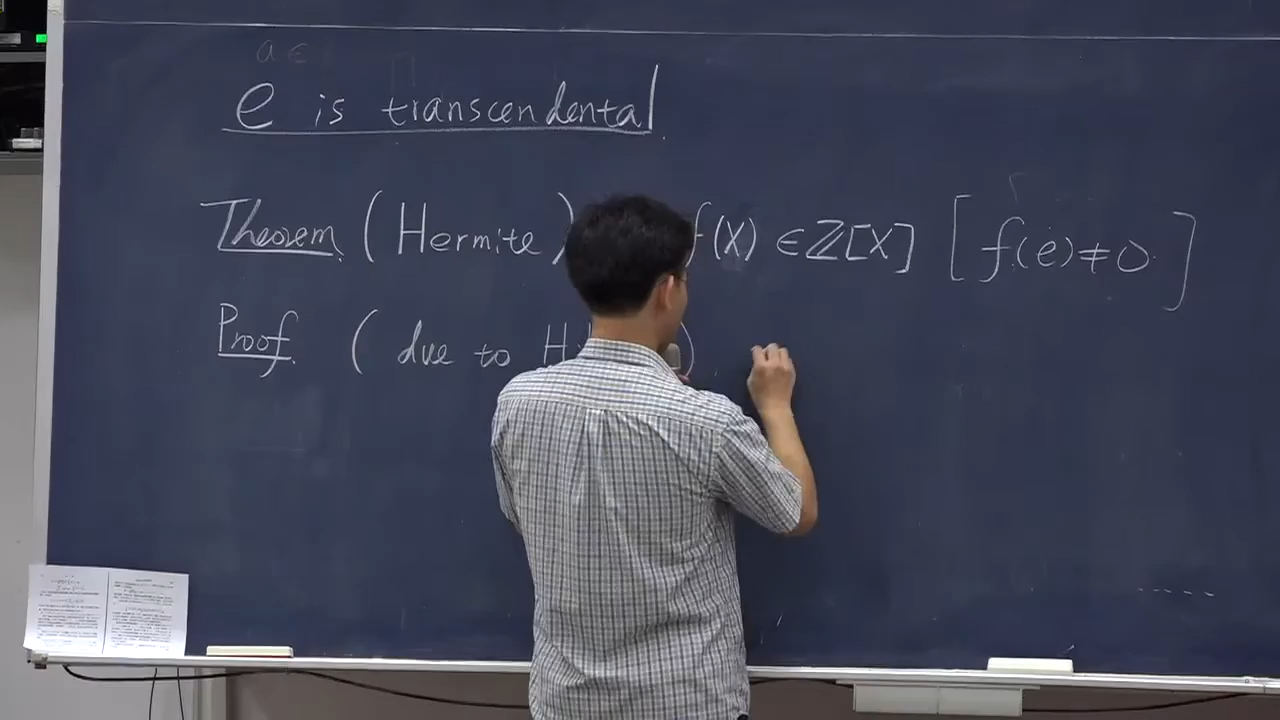 a ∈
e is transcendental.
Theorem. (Hermite) f(X) ∈ Z[X] [ f(e) ≠ 0. ]
Proof. ( due to )